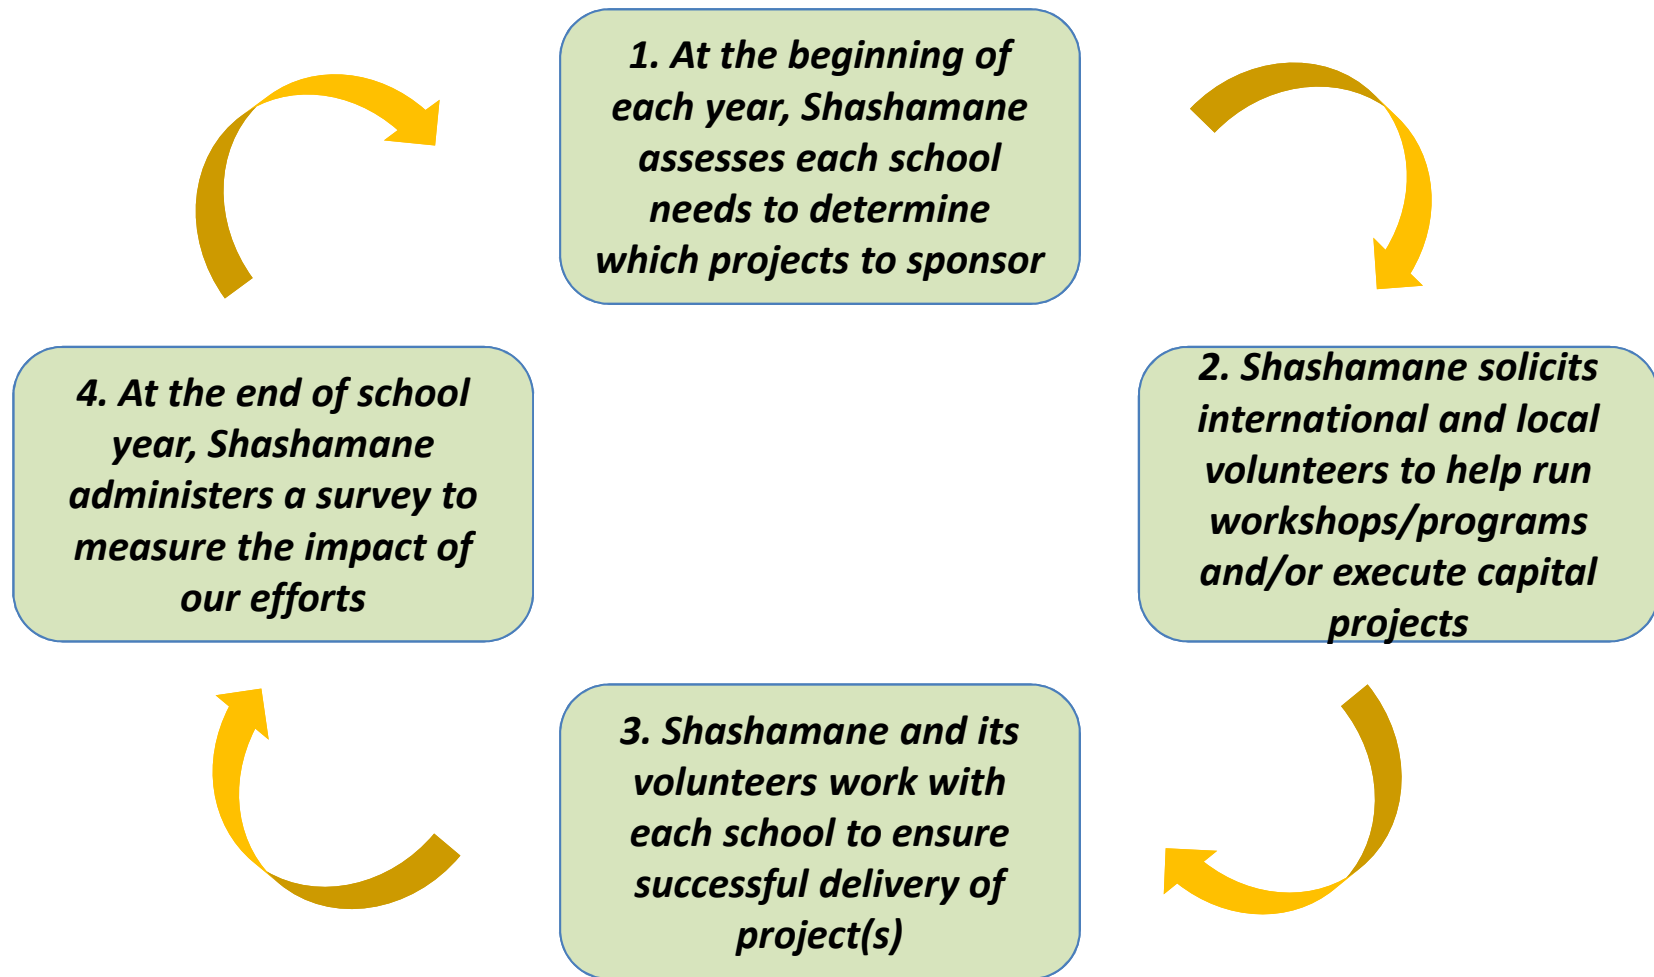 1. At the beginning of
each year, Shashamane
assesses each school
needs to determine
which projects to sponsor
2. Shashamane solicits
international and local
volunteers to help run
workshops/programs
and/or execute capital
projects
3. Shashamane and its
volunteers work with
each school to ensure
successful delivery of
project(s)
4. At the end of school
year, Shashamane
administers a survey to
measure the impact of
our efforts